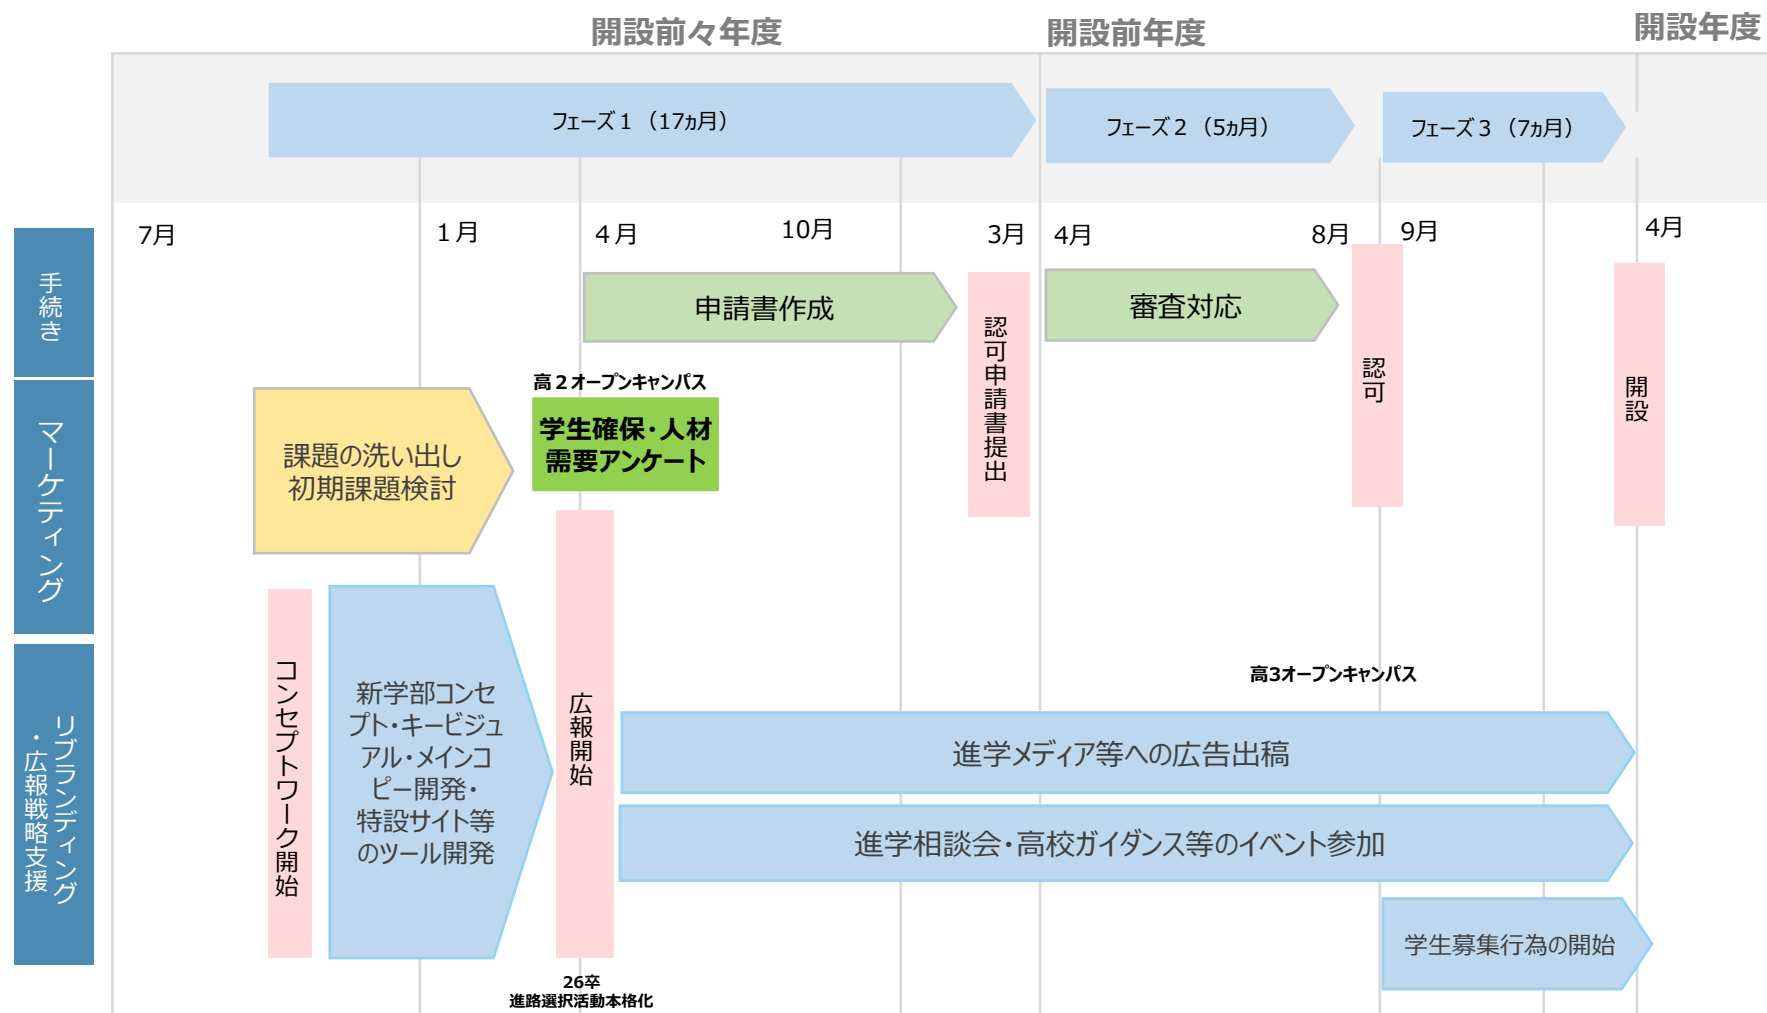 開設前々年度
開設前年度
開設年度
フェーズ１（17ヵ月）
フェーズ２（5ヵ月）
フェーズ３（7ヵ月）
7月
１月
４月
10月
3月
4月
8月
9月
4月
手続き
申請書作成
認可申請書提出
審査対応
認可
開設
マーケティング
課題の洗い出し
初期課題検討
高２オープンキャンパス
学生確保・人材
需要アンケート
リブランディング
・広報戦略支援
コンセプトワーク開始
新学部コンセ
プト・キービジュ
アル・メインコ
ピー開発・
特設サイト等
のツール開発
広報開始
26卒
進路選択活動本格化
高3オープンキャンパス
進学メディア等への広告出稿
進学相談会・高校ガイダンス等のイベント参加
学生募集行為の開始